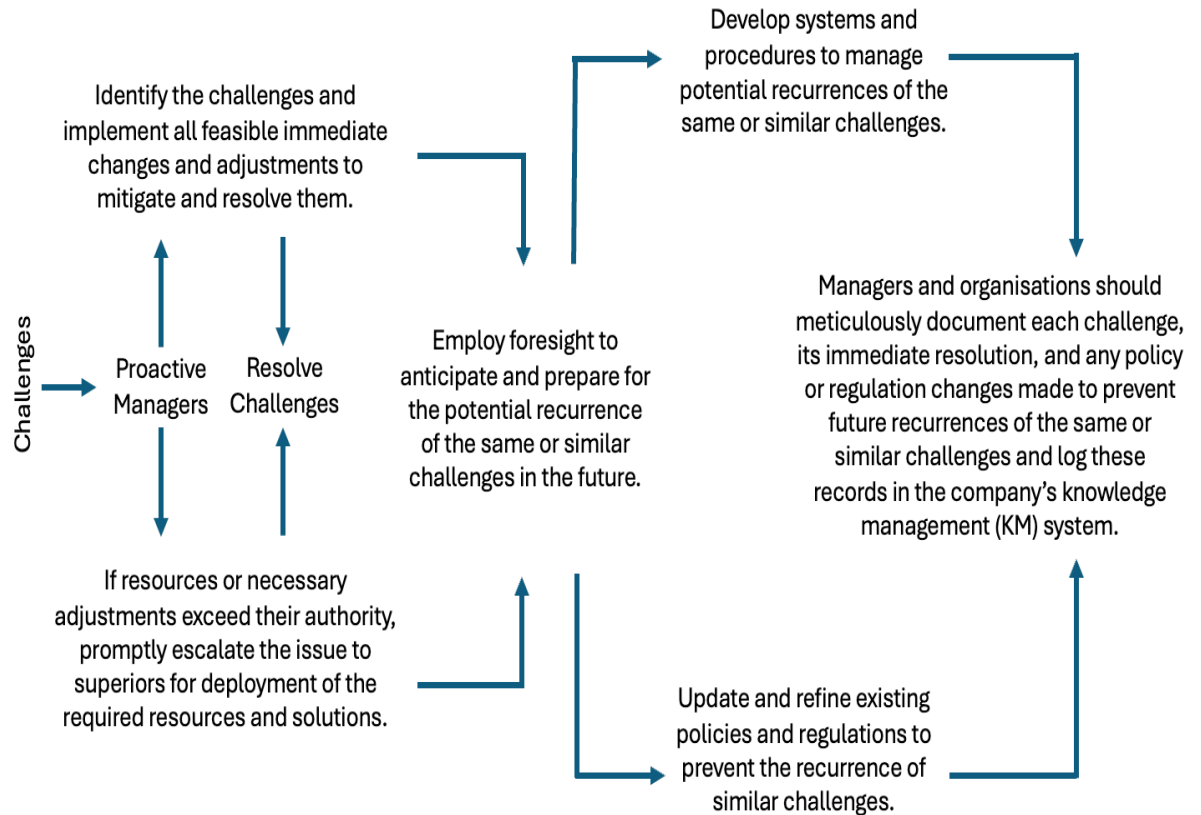 Challenges
Proactive
Managers
Identify the challenges and
implement all feasible immediate
changes and adjustments to
mitigate and resolve them.
Resolve
Challenges
If resources or necessary
adjustments exceed their authority,
promptly escalate the issue to
superiors for deployment of the
required resources and solutions.
Employ foresight to
anticipate and prepare for
the potential recurrence
of the same or similar
challenges in the future.
Develop systems and
procedures to manage
potential recurrences of the
same or similar challenges.
Update and refine existing
policies and regulations to
prevent the recurrence of
similar challenges.
Managers and organisations should
meticulously document each challenge,
its immediate resolution, and any policy
or regulation changes made to prevent
future recurrences of the same or
similar challenges and log these
records in the company’s knowledge
management (KM) system.